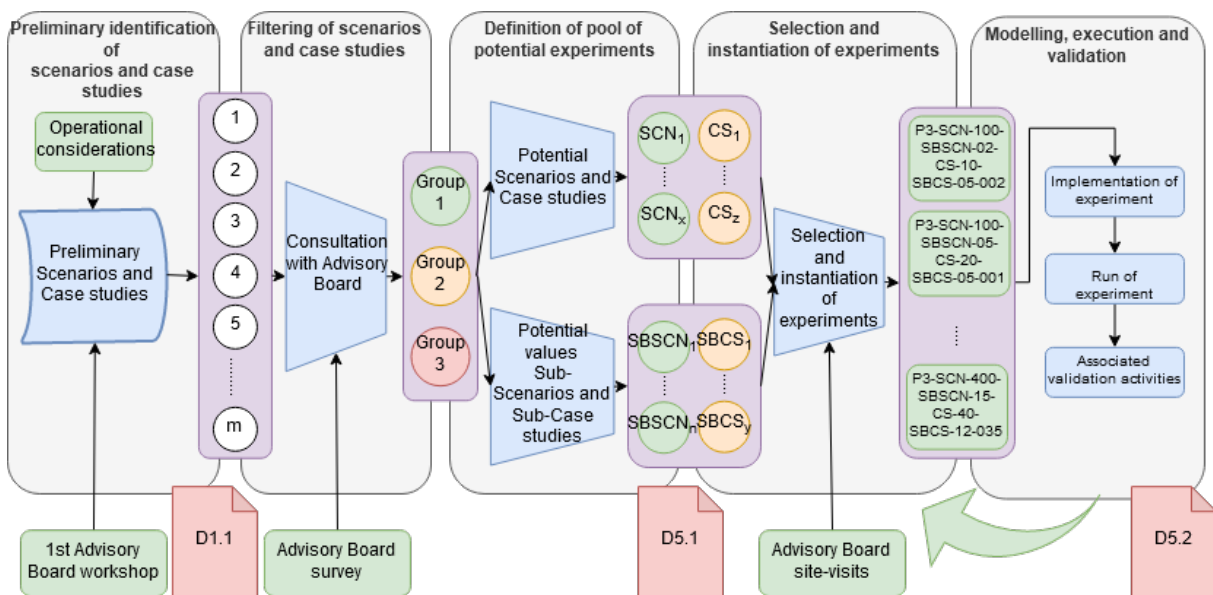 Preliminary identification
of
scenarios and case
studies
Operational
considerations
Preliminary
Scenarios and
Case studies
1st Advisory
Board workshop
1
2
3
4
5
m
D1.1
Filtering of scenarios
and case studies
Consultation
with Advisory
Board
Advisory Board
survey
Group
1
Group
2
Group
3
Definition of pool of
potential experiments
Potential
Scenarios and
Case studies
Potential
values
Sub-
Scenarios and
Sub-Case
studies
SCN1
CS1
SCNx
CSz
SBSCN1
SBCS1
SBSCNn
SBCSy
D5.1
Selection and
instantiation of experiments
Selection
and
instantiation
of
experiments
Advisory Board
site-visits
P3-SCN-100-
SBSCN-02-
CS-10-
SBCS-05-002
P3-SCN-100-
SBSCN-05-
CS-20-
SBCS-05-001
P3-SCN-400-
SBSCN-15-
CS-40-
SBCS-12-035
Modelling, execution and
validation
Implementation of
experiment
Run of
experiment
Associated
validation activities
D5.2